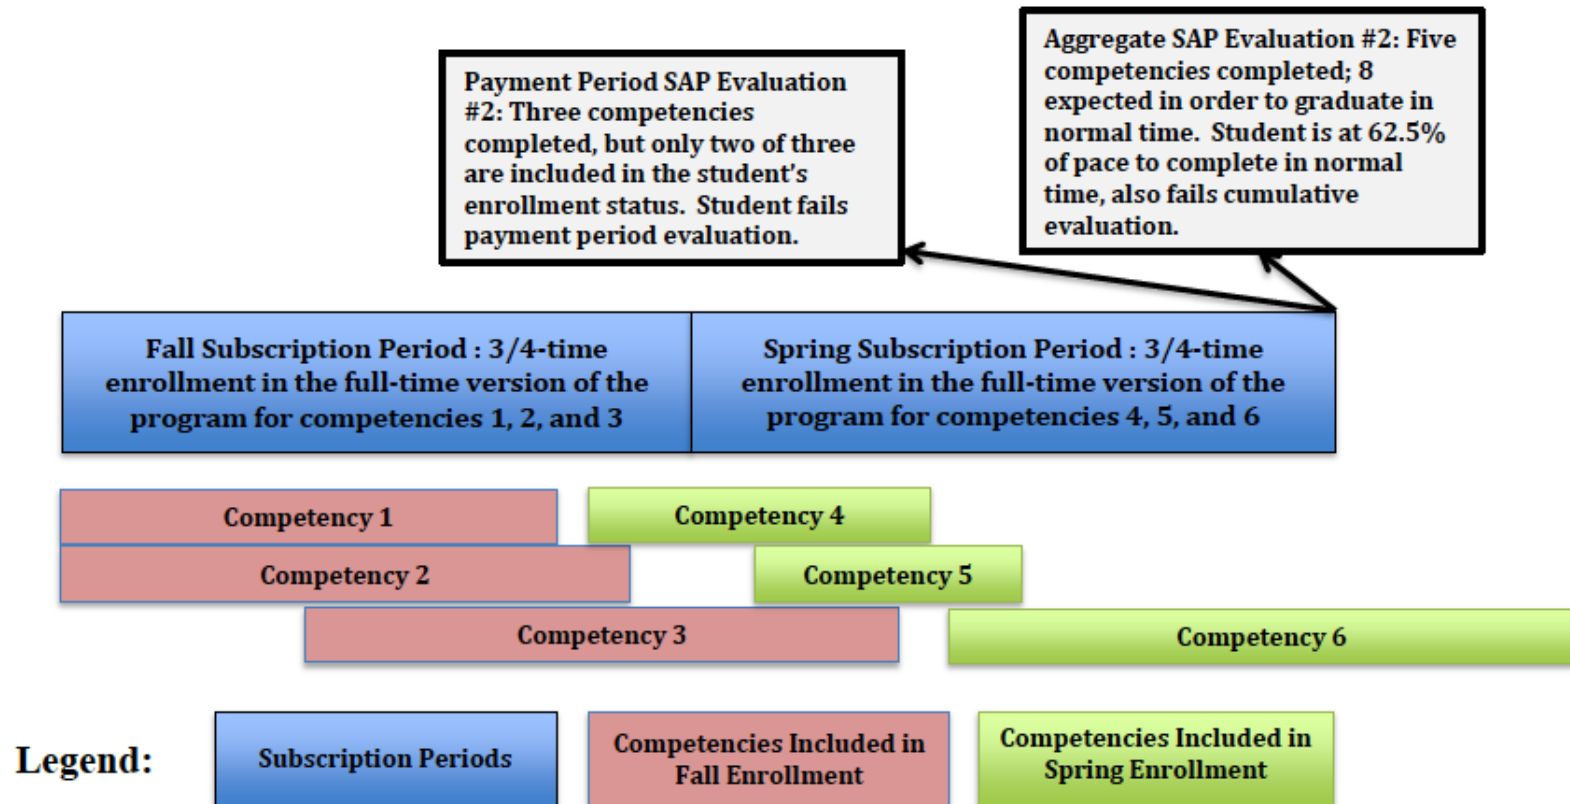 Payment Period SAP Evaluation
#2: Three competencies
completed, but only two of three
are included in the student's
enrollment status.  Student fails
payment period evaluation.
Aggregate SAP Evaluation #2: Five
competencies completed; 8
expected in order to graduate in
normal time.  Student is at 62.5%
of pace to complete in normal
time, also fails cumulative
evaluation.
Fall Subscription Period : 3/4-time
enrollment in the full-time version of the
program for competencies 1, 2, and 3
Spring Subscription Period : 3/4-time
enrollment in the full-time version of the
program for competencies 4, 5, and 6
Competency 1
Competency 4
Competency 2
Competency 5
Competency 3
Competency 6
Legend:
Subscription Periods
Competencies Included in
Fall Enrollment
Competencies Included in
Spring Enrollment